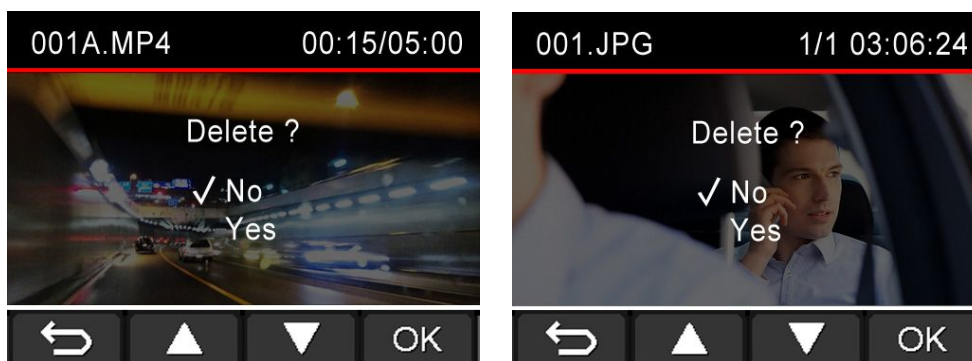 001A.MP4 00:15/05:00
Delete ?
✓ No
Yes
OK
001.JPG 1/1 03:06:24
Delete ?
✓ No
Yes
OK